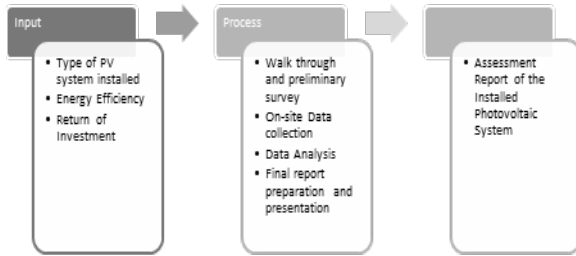 Input
▪ Type of PV
system installed
▪ Energy Efficiency
▪ Return of
Investment
Process
▪ Walk through
and preliminary
survey
▪ On-site Data
collection
▪ Data Analysis
▪ Final report
preparation and
presentation
▪ Assessment
Report of the
Installed
Photovoltaic
System